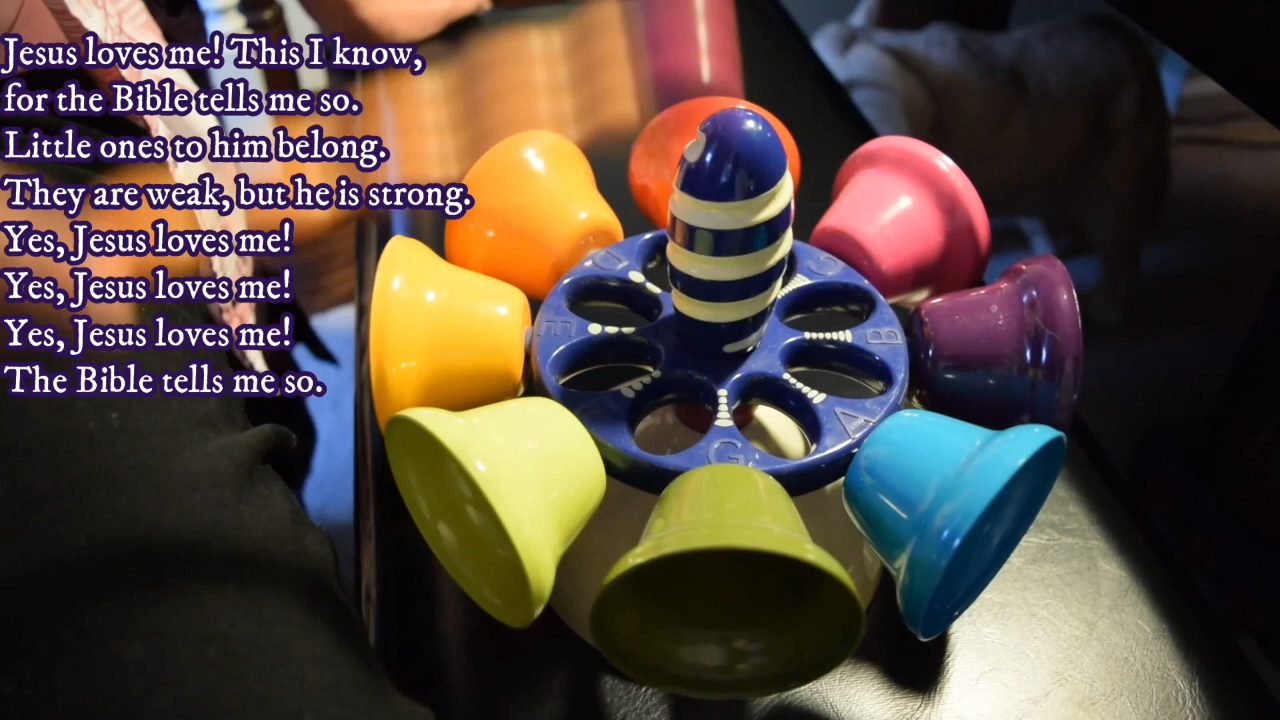 Jesus loves me! This I know,
for the Bible tells me so.
Little ones to him belong.
They are weak, but he is strong.
Yes, Jesus loves me!
Yes, Jesus loves me!
Yes, Jesus loves me!
The Bible tells me so.
D
C
E
B
A
G